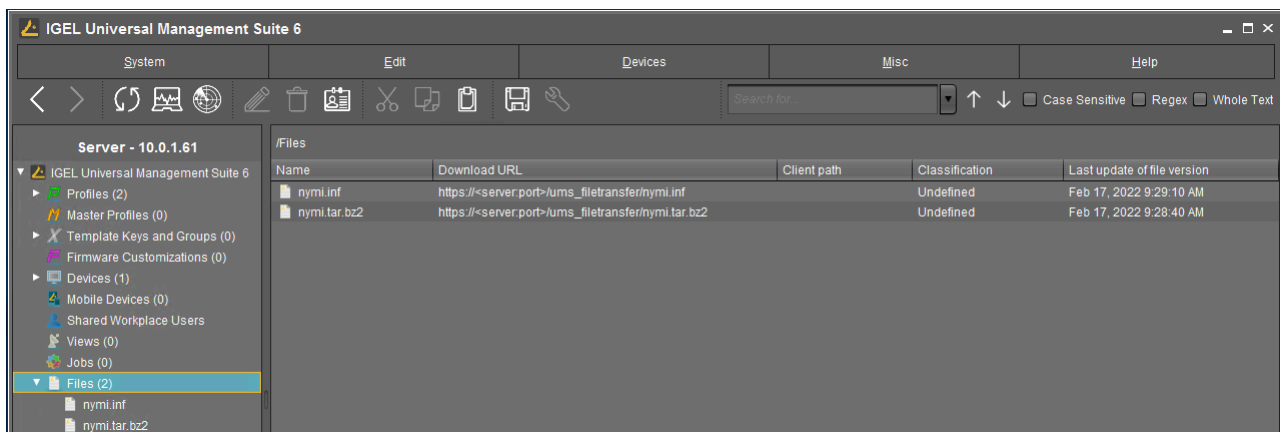 IGEL Universal Management Suite 6
System Edit Devices Misc Help
Search for... Case Sensitive Regex Whole Text
Server - 10.0.1.61
IGEL Universal Management Suite 6
Profiles (2)
Master Profiles (0)
Template Keys and Groups (0)
Firmware Customizations (0)
Devices (1)
Mobile Devices (0)
Shared Workplace Users
Views (0)
Jobs (0)
Files (2)
nymi.inf
nymi.tar.bz2
/Files
Name Download URL Client path Classification Last update of file version
nymi.inf https://<server:port>/ums_filetransfer/nymi.inf Undefined Feb 17, 2022 9:29:10 AM
nymi.tar.bz2 https://<server:port>/ums_filetransfer/nymi.tar.bz2 Undefined Feb 17, 2022 9:28:40 AM